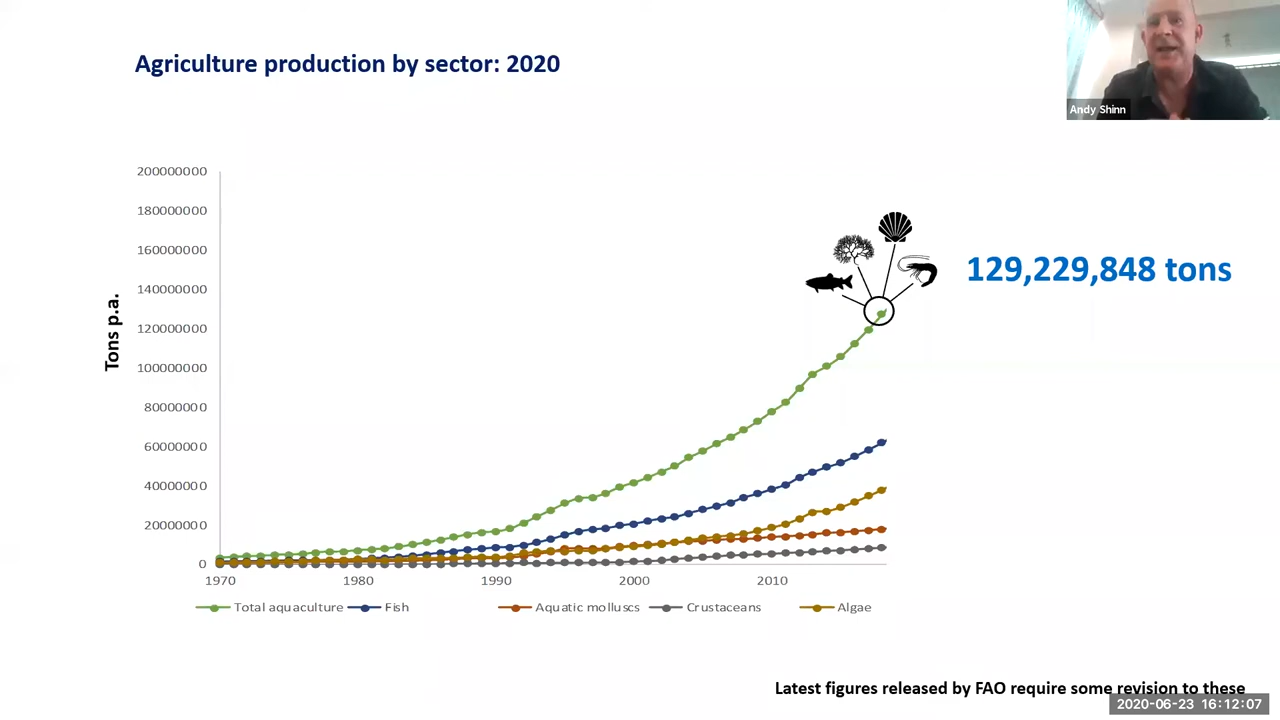 Agriculture production by sector: 2020
Andy Shinn
200000000
180000000
160000000
140000000
120000000
100000000
80000000
60000000
40000000
20000000
0
Tons p.a.
129,229,848 tons
1970 1980 1990 2000 2010
Total aquaculture Fish Aquatic molluscs Crustaceans Algae
Latest figures released by FAO require some revision to these
2020-06-23 16:12:07